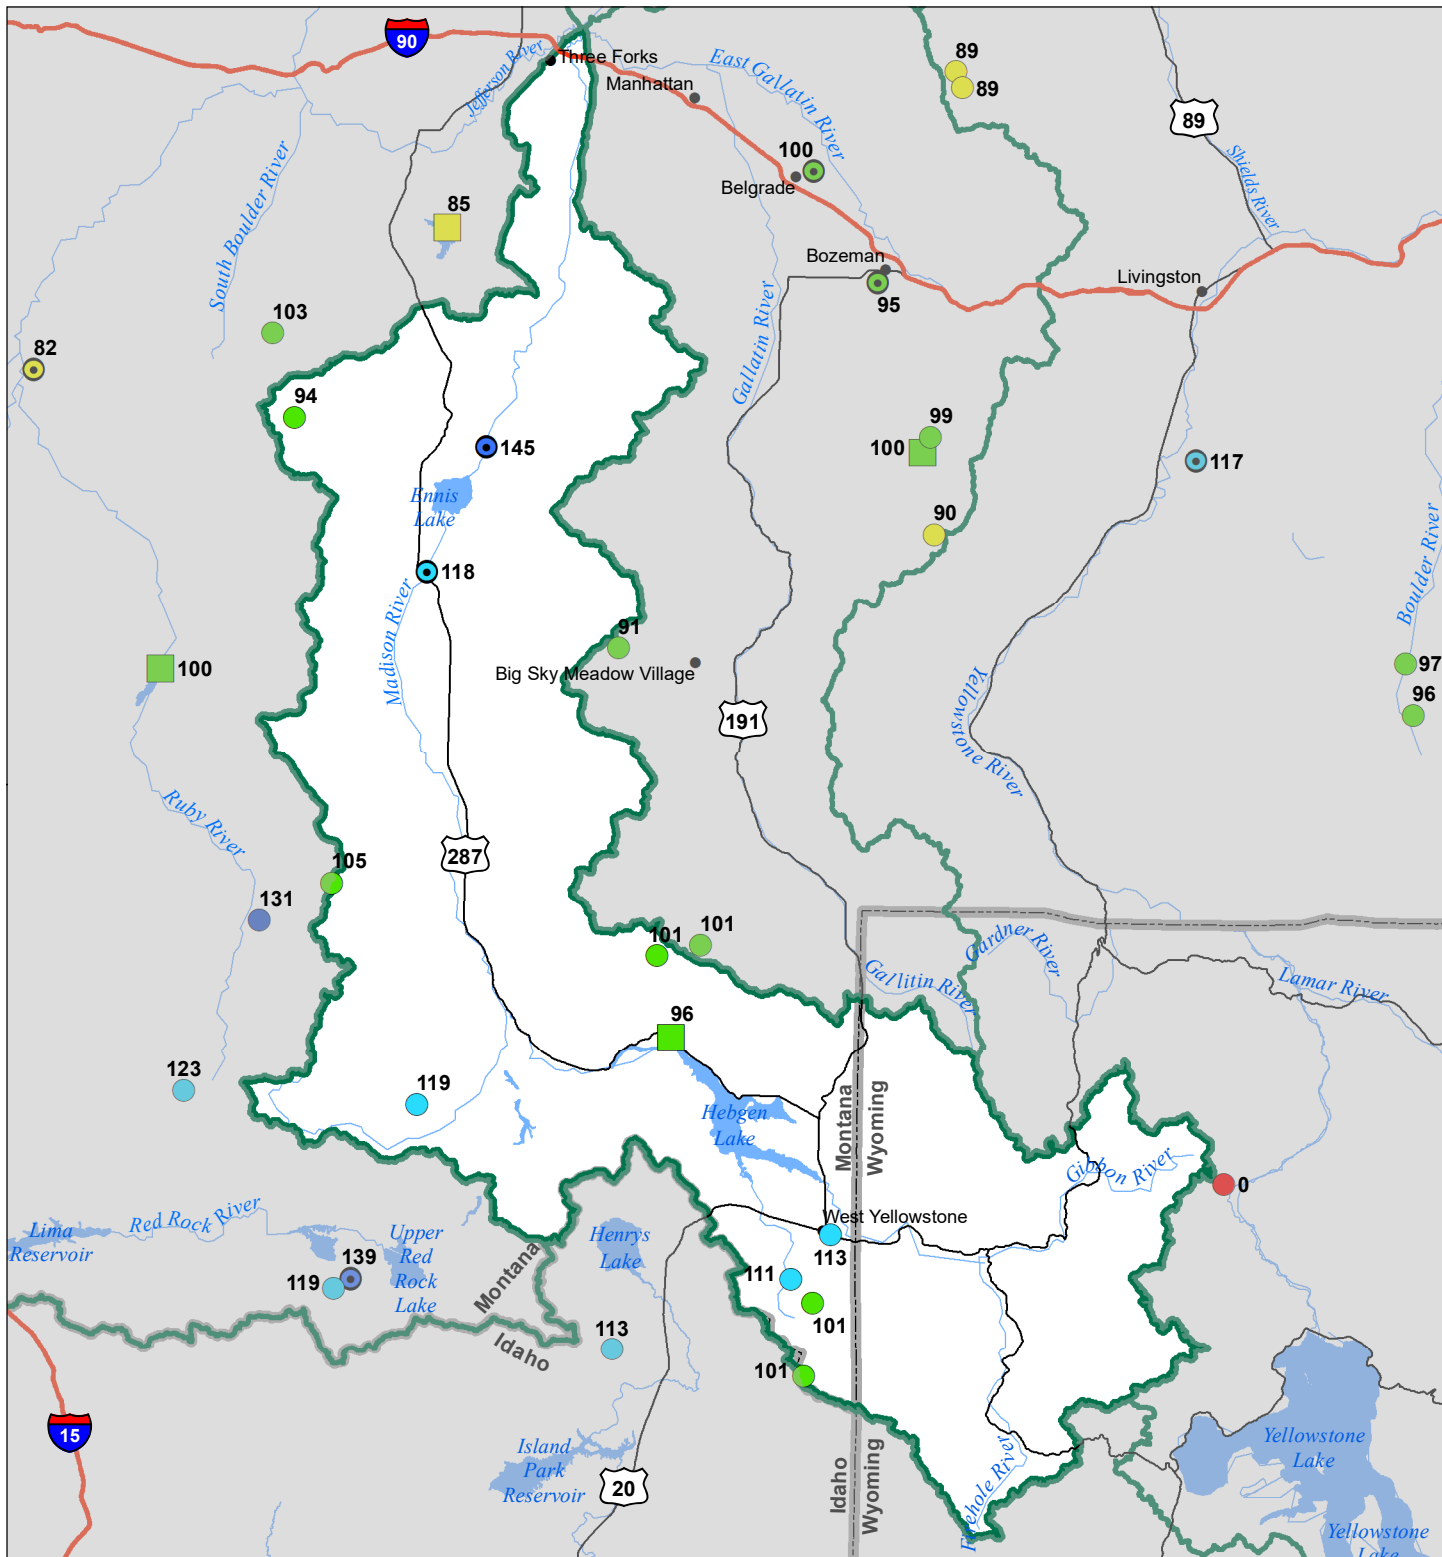 90
Three Forks
Jefferson River
Manhattan
East Gallatin River
89
89
89
Shields River
100
Belgrade
South Boulder River
85
Bozeman
95
Livingston
Gallatin River
103
82
94
145
99
100
117
Ennis
Lake
90
Boulder River
118
Madison River
91
Big Sky Meadow Village
100
97
96
191
Yellowstone River
Ruby River
287
105
131
101
101
Gallitin River
Gardner River
Lamar River
96
123
119
Hebgen
Lake
Montana
Wyoming
Gibbon River
0
Red Rock River
Lima
Reservoir
Upper
Red
Rock
Lake
Henrys
Lake
West Yellowstone
113
139
119
111
101
Montana
Idaho
113
101
15
Island
Park
Reservoir
20
Idaho
Wyoming
Firehole River
Yellowstone
Lake
Yellowstone
Lake